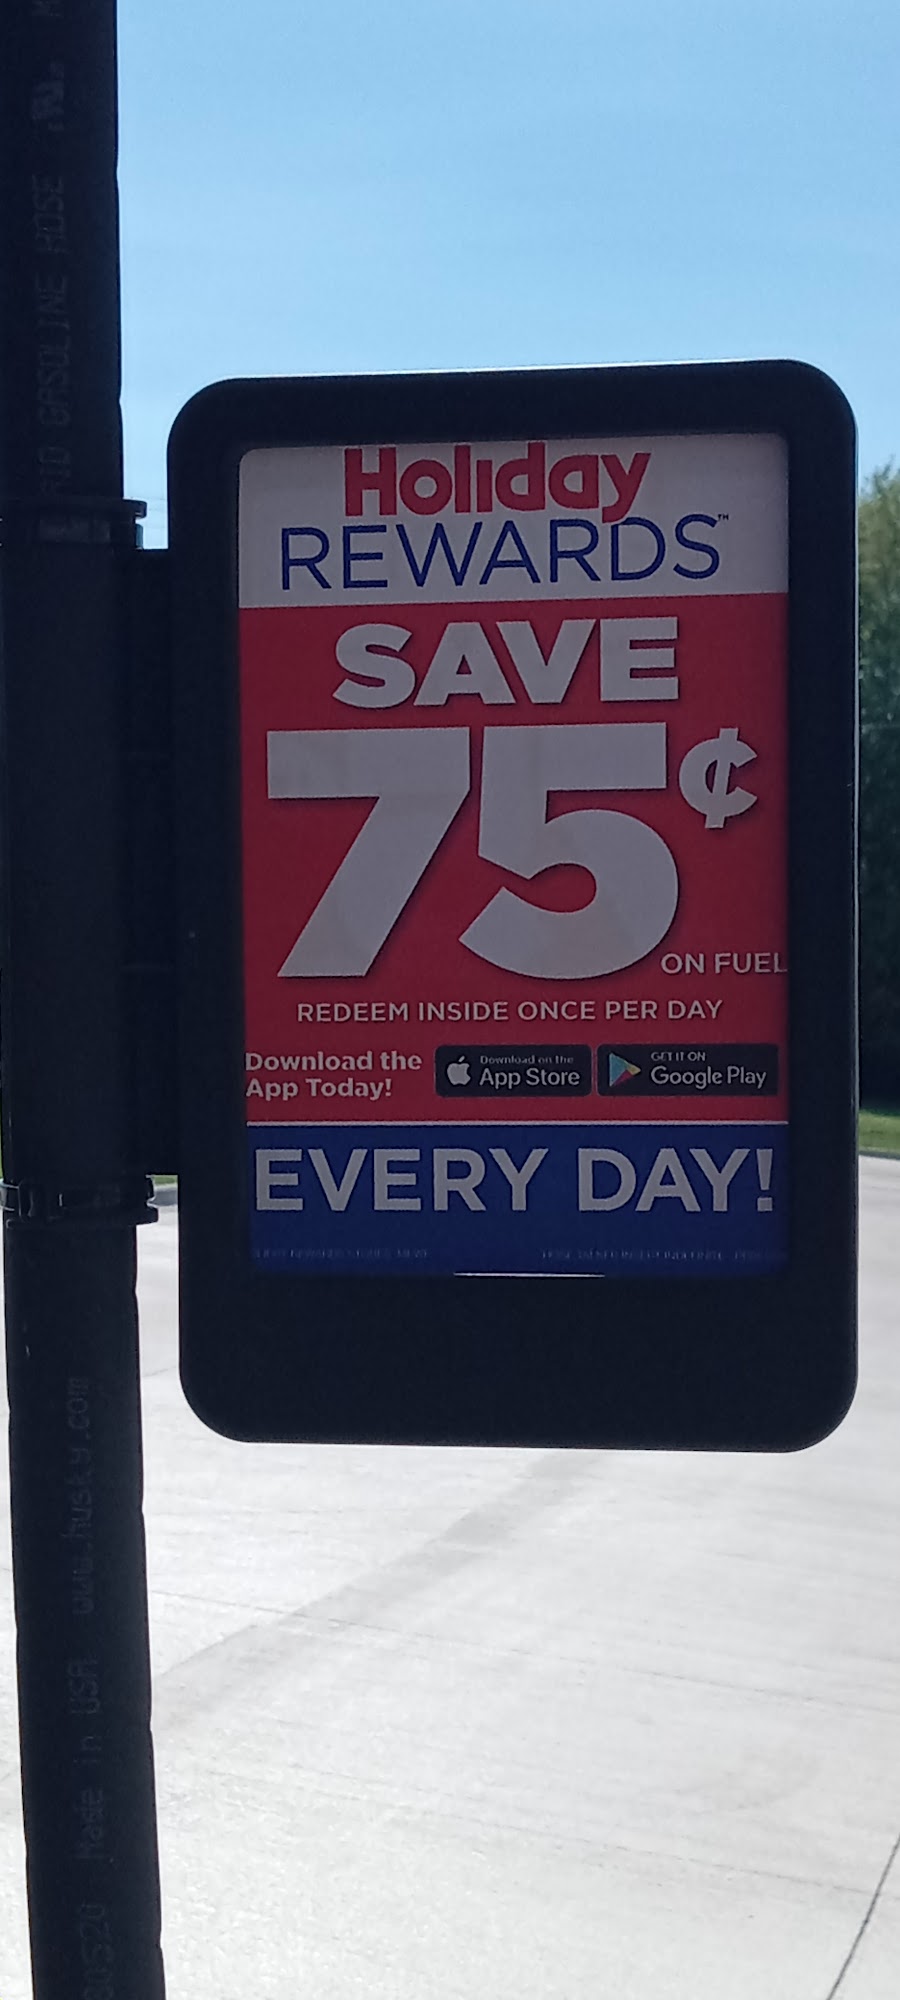 Holiday
REWARDS™
SAVE
75¢
ON FUEL
REDEEM INSIDE ONCE PER DAY
Download the
App Today!
Download on the
App Store
GET IT ON
Google Play
EVERY DAY!
GASOLINE HOSE
www.husky.com
Made in USA